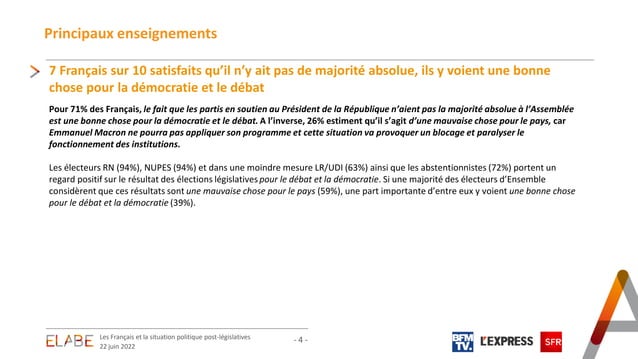 Principaux enseignements
7 Français sur 10 satisfaits qu’il n’y ait pas de majorité absolue, ils y voient une bonne
chose pour la démocratie et le débat
Pour 71% des Français, le fait que les partis en soutien au Président de la République n’aient pas la majorité absolue à l’Assemblée
est une bonne chose pour la démocratie et le débat. A l’inverse, 26% estiment qu’il s’agit d’une mauvaise chose pour le pays, car
Emmanuel Macron ne pourra pas appliquer son programme et cette situation va provoquer un blocage et paralyser le
fonctionnement des institutions.
Les électeurs RN (94%), NUPES (94%) et dans une moindre mesure LR/UDI (63%) ainsi que les abstentionnistes (72%) portent un
regard positif sur le résultat des élections législatives pour le débat et la démocratie. Si une majorité des électeurs d’Ensemble
considèrent que ces résultats sont une mauvaise chose pour le pays (59%), une part importante d’entre eux y voient une bonne chose
pour le débat et la démocratie (39%).
ELABE
Les Français et la situation politique post-législatives
22 juin 2022
- 4 -
BFM
TV.
L'EXPRESS
SFR